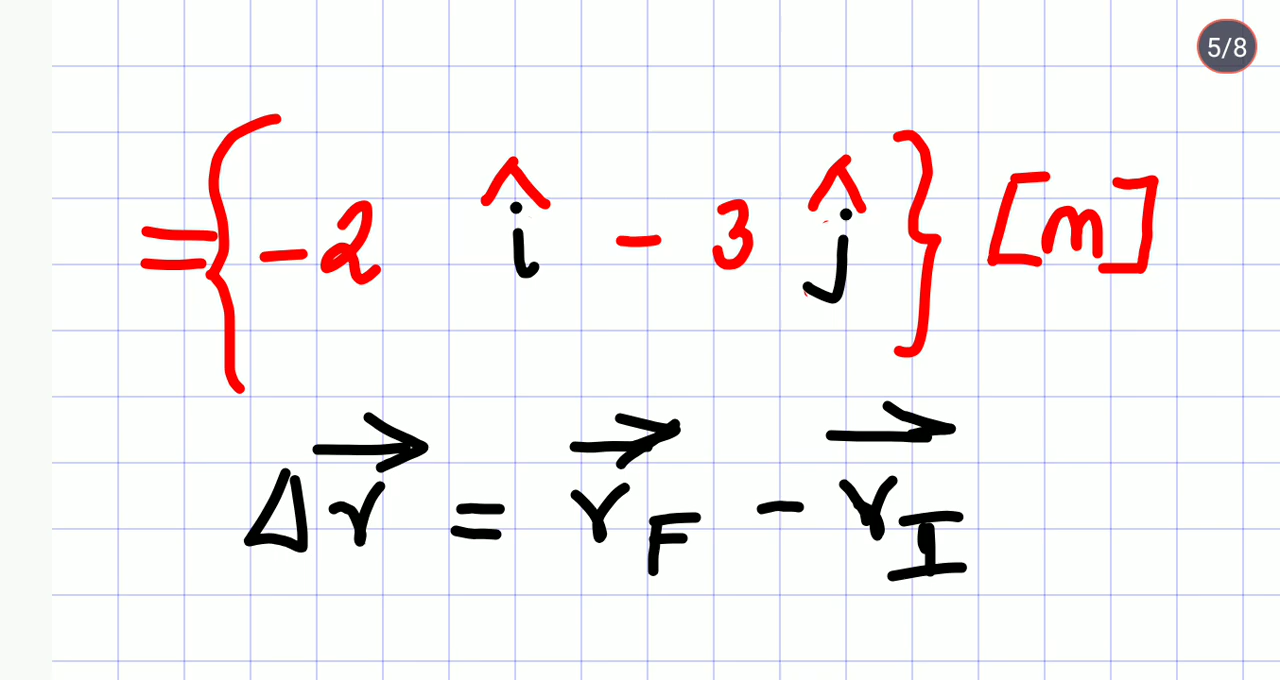 5/8
= { -2 î - 3 ĵ } [m]
Δr⃗ = r⃗_F - r⃗_I